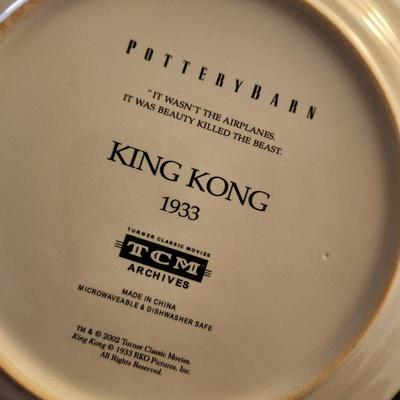 POTTERYBARN
"IT WASN'T THE AIRPLANES.
IT WAS BEAUTY KILLED THE BEAST.
KING KONG
1933
TURNER CLASSIC MOVIES
TCM
ARCHIVES
MADE IN CHINA
MICROWAVEABLE & DISHWASHER SAFE
TM & © 2002 Turner Classic Movies.
King Kong © 1933 RKO Pictures, Inc.
All Rights Reserved.